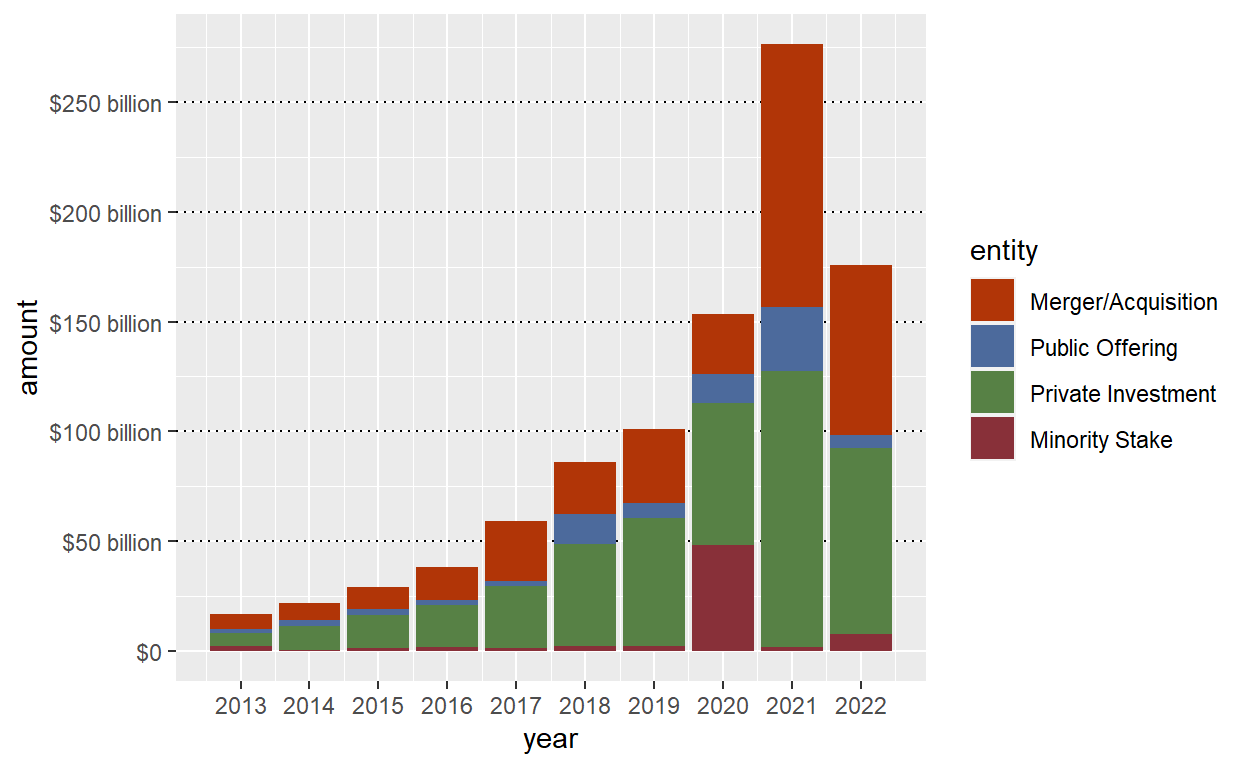 $250 billion
$200 billion
$150 billion
$100 billion
$50 billion
$0
amount
2013 2014 2015 2016 2017 2018 2019 2020 2021 2022
year
entity
Merger/Acquisition
Public Offering
Private Investment
Minority Stake